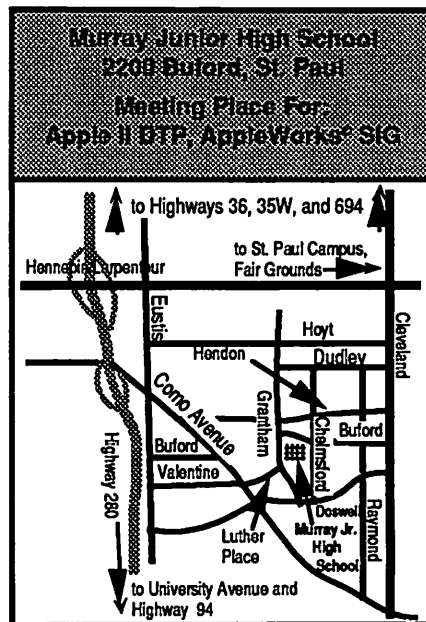 Murray Junior High School
2200 Buford, St. Paul
Meeting Place For:
Apple II DTP, AppleWorks© SIG
to Highways 36, 35W, and 694
to St. Paul Campus,
Fair Grounds
Hennepin Larpenteur
Eustis
Hoyt
Cleveland
Hendon
Dudley
Como Avenue
Grantham
Chelmsford
Buford
Buford
Valentine
Highway 280
Luther
Place
Doswell
Murray Jr.
High
School
Raymond
to University Avenue and
Highway 94